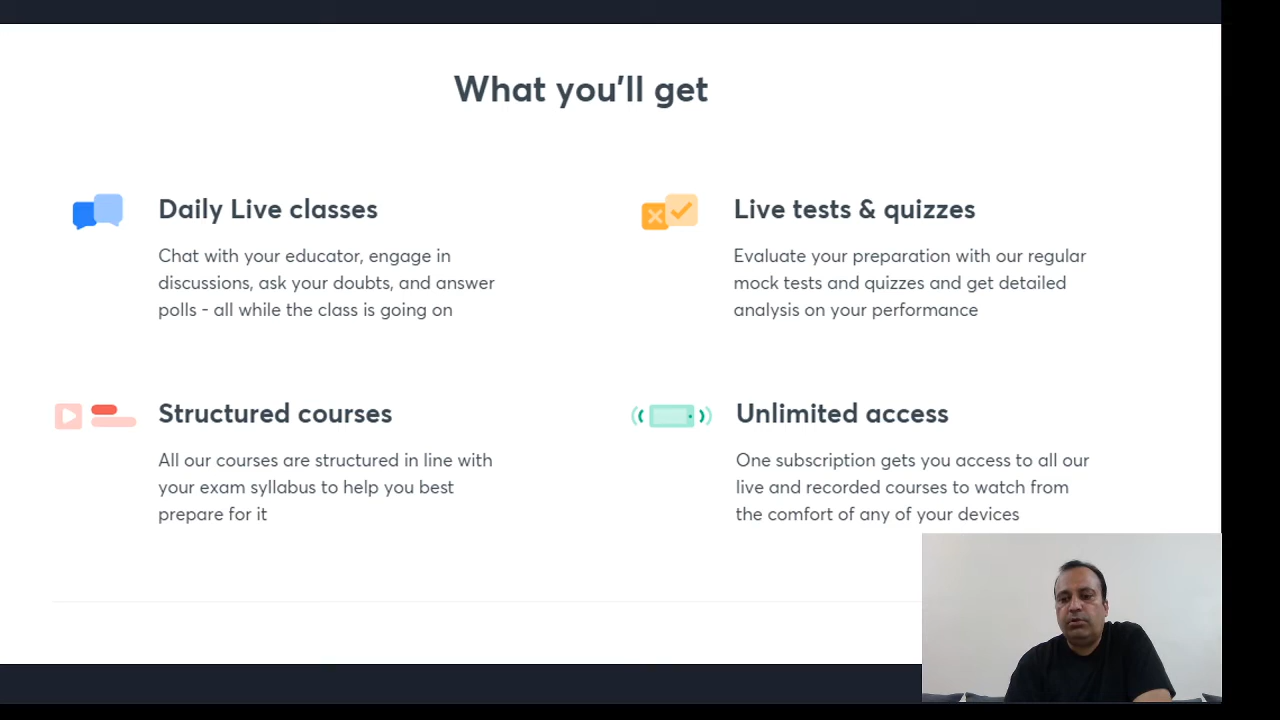 What you’ll get
Daily Live classes
Chat with your educator, engage in
discussions, ask your doubts, and answer
polls - all while the class is going on
Live tests & quizzes
Evaluate your preparation with our regular
mock tests and quizzes and get detailed
analysis on your performance
Structured courses
All our courses are structured in line with
your exam syllabus to help you best
prepare for it
Unlimited access
One subscription gets you access to all our
live and recorded courses to watch from
the comfort of any of your devices